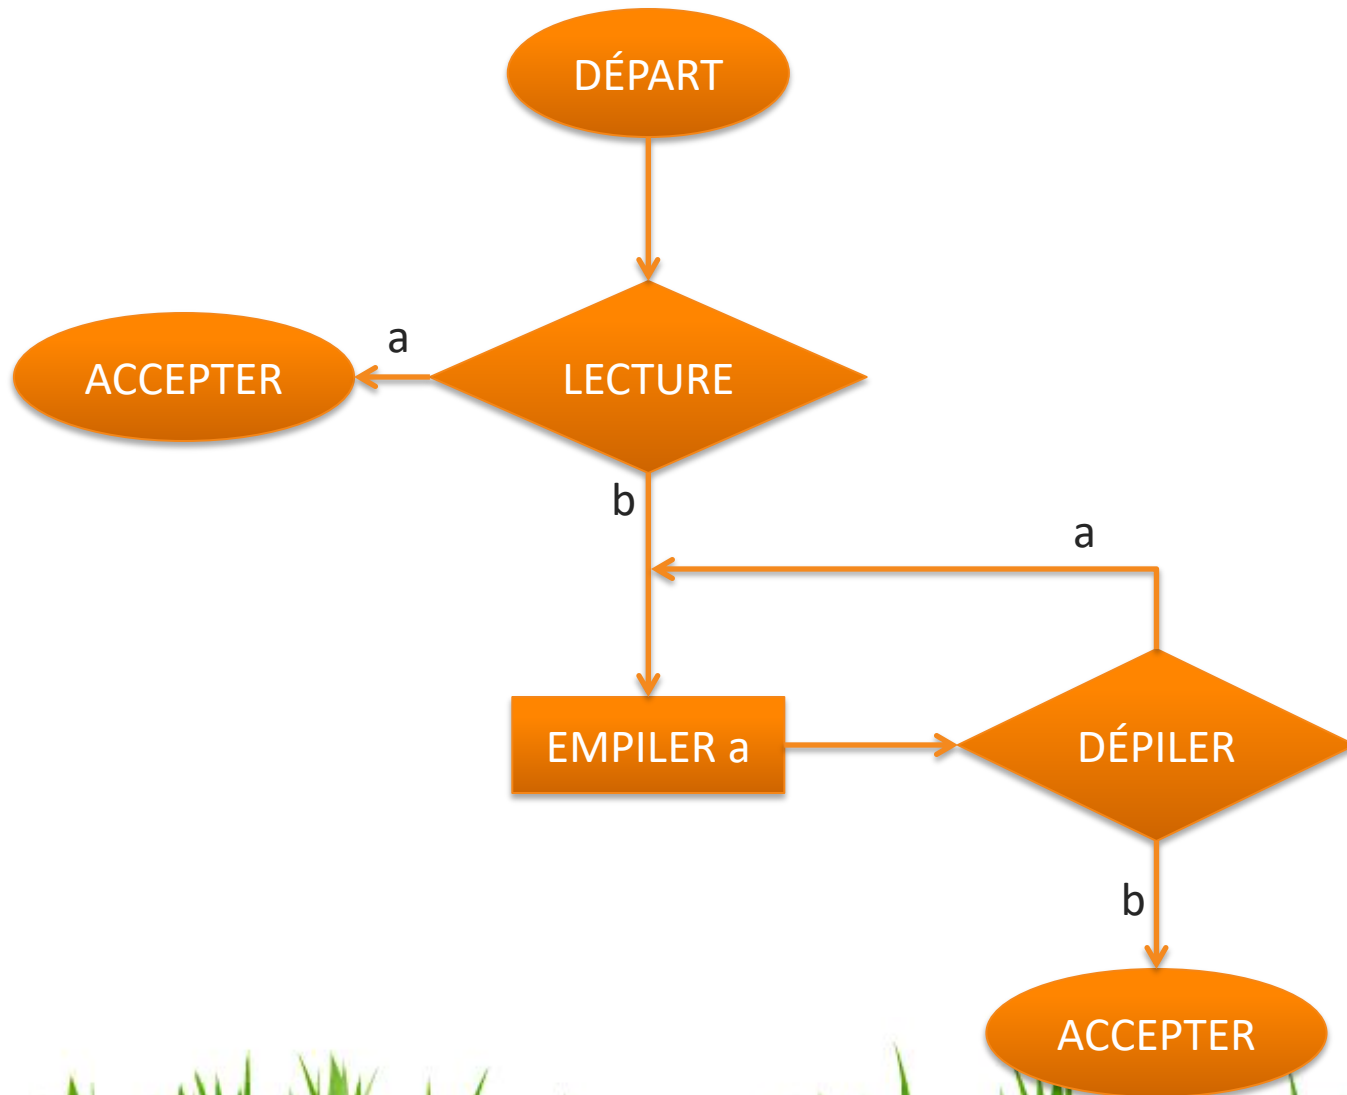 DÉPART
a
ACCEPTER
LECTURE
b
a
EMPILER a
DÉPILER
b
ACCEPTER